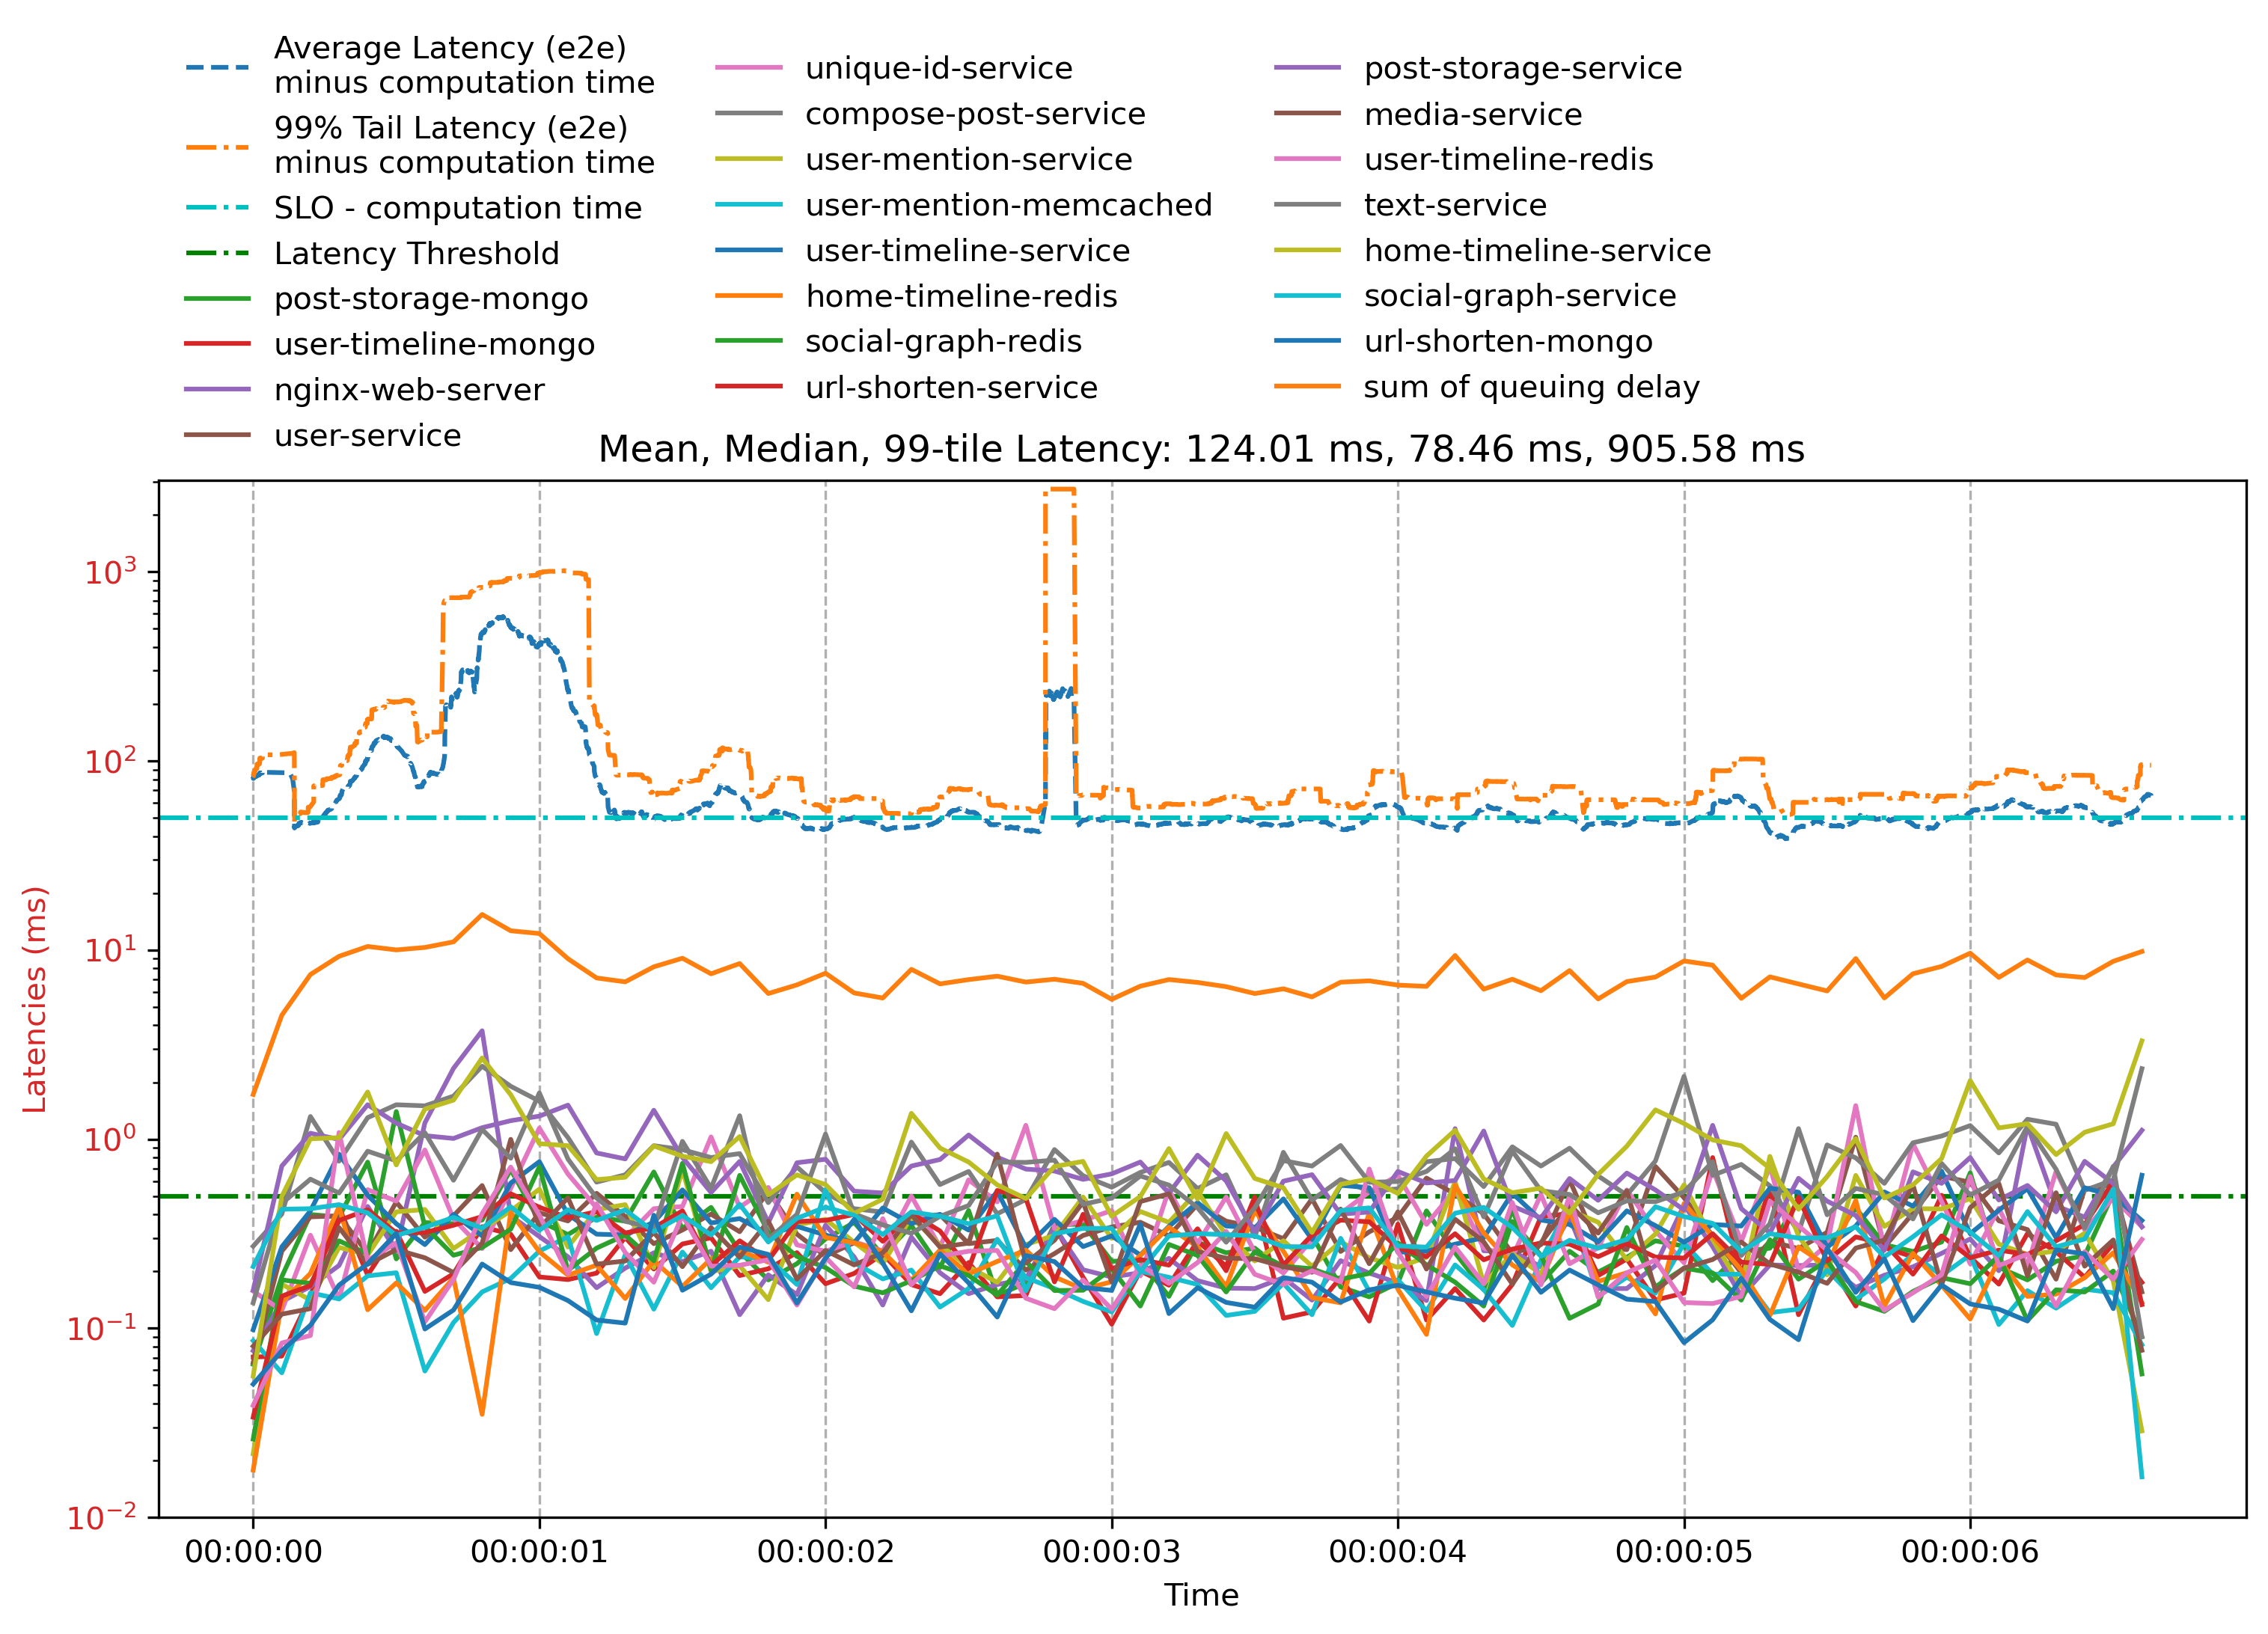 Average Latency (e2e)
minus computation time
99% Tail Latency (e2e)
minus computation time
SLO - computation time
Latency Threshold
post-storage-mongo
user-timeline-mongo
nginx-web-server
user-service
unique-id-service
compose-post-service
user-mention-service
user-mention-memcached
user-timeline-service
home-timeline-redis
social-graph-redis
url-shorten-service
post-storage-service
media-service
user-timeline-redis
text-service
home-timeline-service
social-graph-service
url-shorten-mongo
sum of queuing delay
Mean, Median, 99-tile Latency: 124.01 ms, 78.46 ms, 905.58 ms
Latencies (ms)
10³
10²
10¹
10⁰
10⁻¹
10⁻²
00:00:00 00:00:01 00:00:02 00:00:03 00:00:04 00:00:05 00:00:06
Time